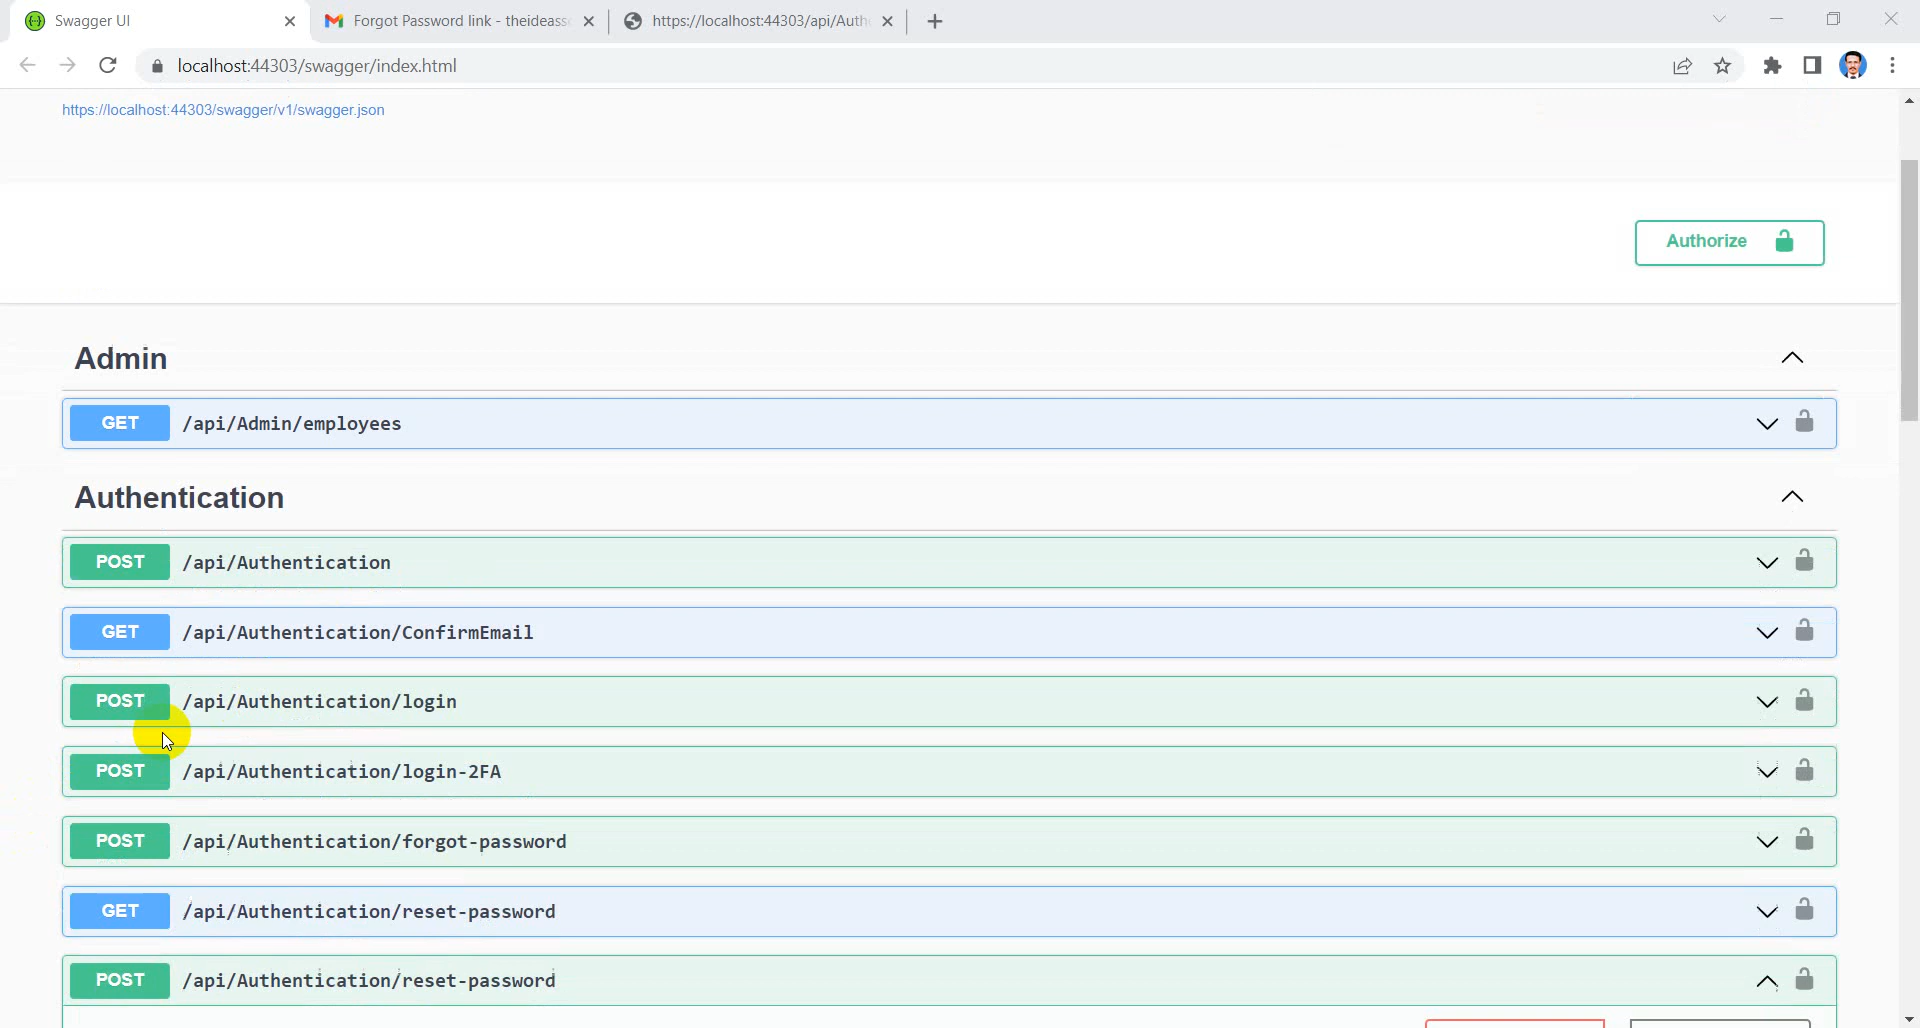 Swagger UI
Forgot Password link - theideass
https://localhost:44303/api/Auth
localhost:44303/swagger/index.html
https://localhost:44303/swagger/v1/swagger.json
Authorize
Admin
GET /api/Admin/employees
Authentication
POST /api/Authentication
GET /api/Authentication/ConfirmEmail
POST /api/Authentication/login
POST /api/Authentication/login-2FA
POST /api/Authentication/forgot-password
GET /api/Authentication/reset-password
POST /api/Authentication/reset-password